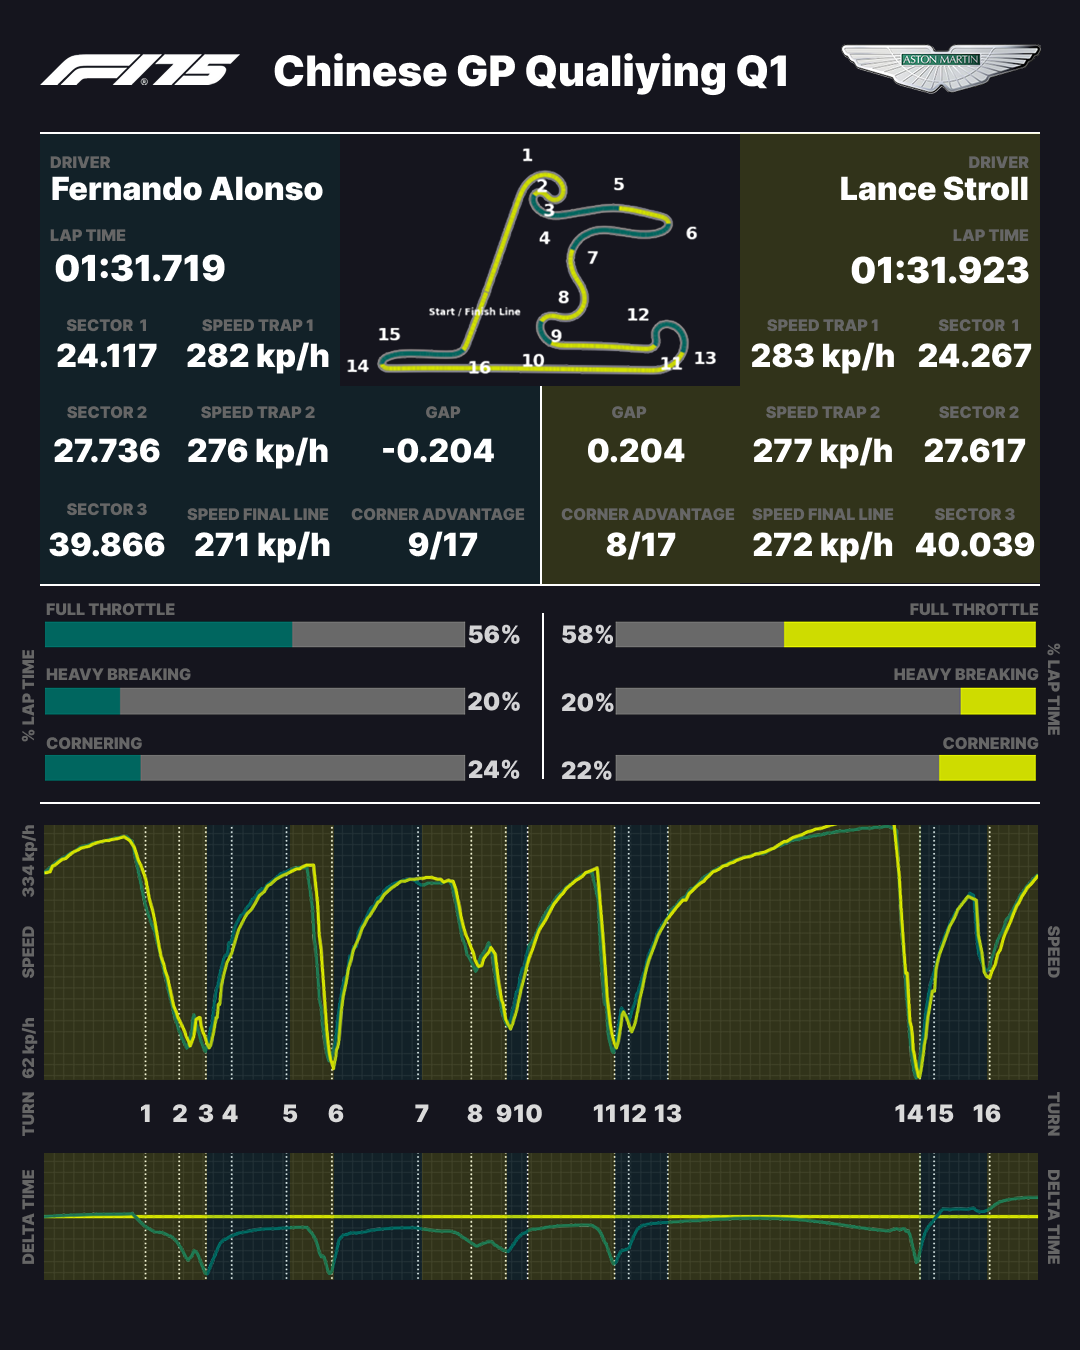 F1.75 Chinese GP Qualiying Q1 ASTON MARTIN
DRIVER
Fernando Alonso
LAP TIME
01:31.719
SECTOR 1 SPEED TRAP 1
24.117 282 kp/h
SECTOR 2 SPEED TRAP 2 GAP
27.736 276 kp/h -0.204
SECTOR 3 SPEED FINAL LINE CORNER ADVANTAGE
39.866 271 kp/h 9/17
1
2
3
4
5
6
7
8
9
10
11
12
13
14
15
16
Start / Finish Line
DRIVER
Lance Stroll
LAP TIME
01:31.923
SPEED TRAP 1 SECTOR 1
283 kp/h 24.267
GAP SPEED TRAP 2 SECTOR 2
0.204 277 kp/h 27.617
CORNER ADVANTAGE SPEED FINAL LINE SECTOR 3
8/17 272 kp/h 40.039
% LAP TIME
FULL THROTTLE
56%
HEAVY BREAKING
20%
CORNERING
24%
FULL THROTTLE
58%
HEAVY BREAKING
20%
CORNERING
22%
% LAP TIME
334 kp/h
SPEED
62 kp/h
SPEED
TURN 1 2 3 4 5 6 7 8 9 10 11 12 13 14 15 16 TURN
DELTA TIME
DELTA TIME